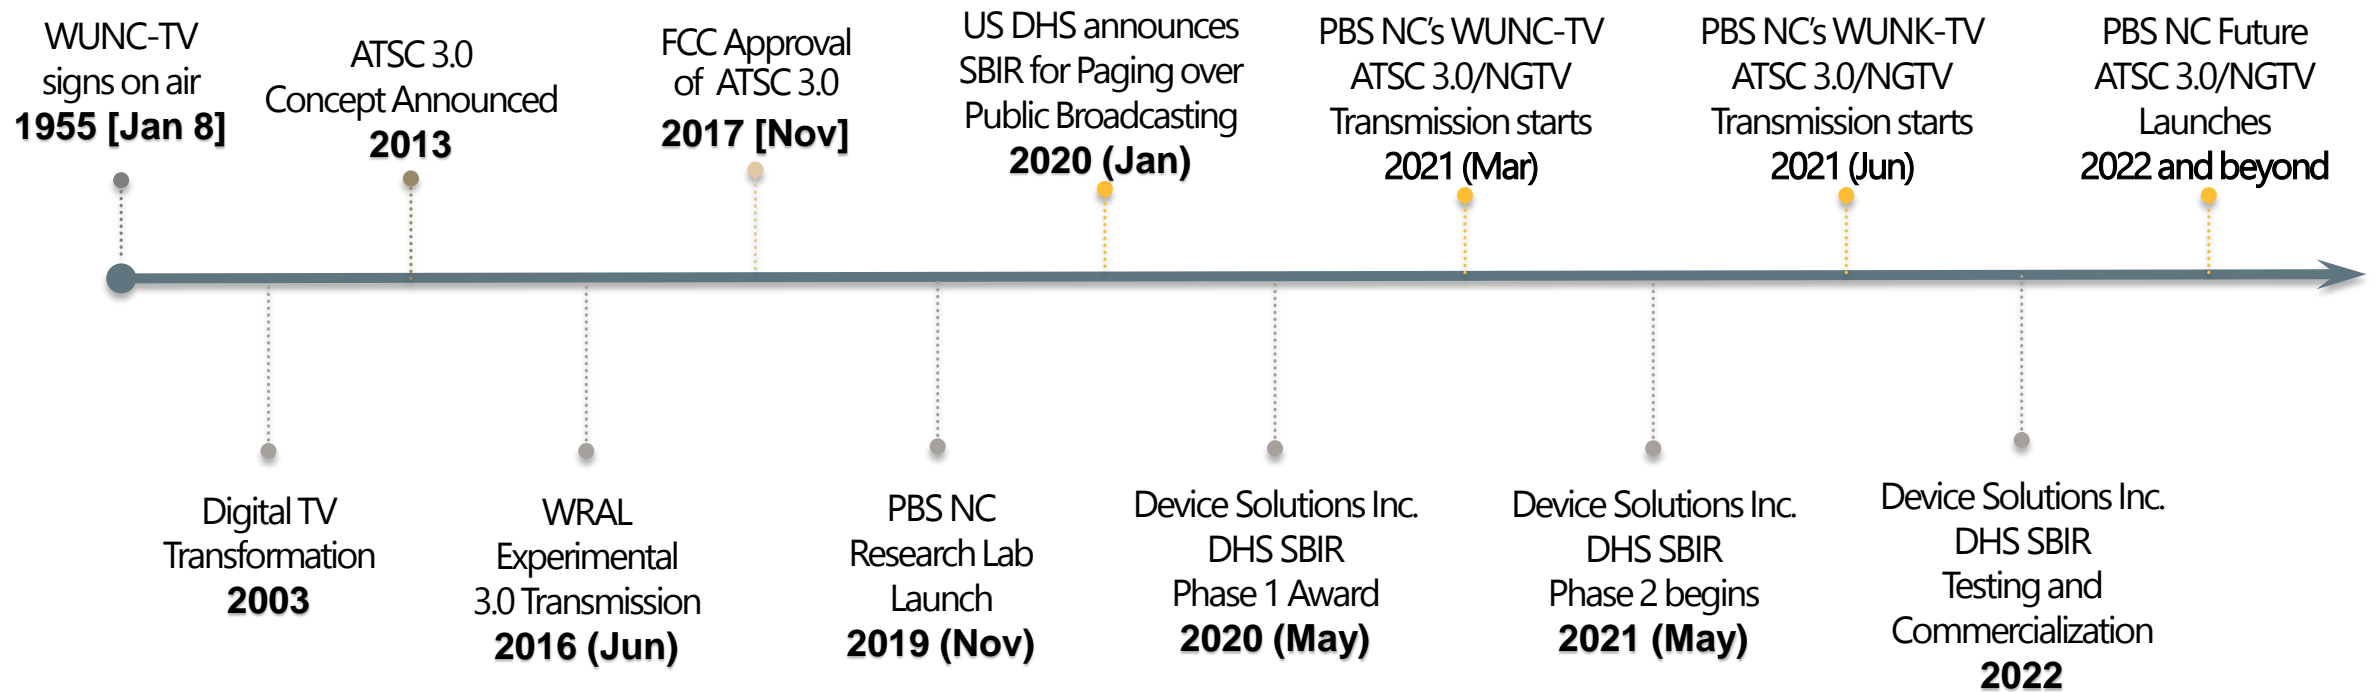 WUNC-TV
signs on air
1955 [Jan 8]
ATSC 3.0
Concept Announced
2013
FCC Approval
of ATSC 3.0
2017 [Nov]
US DHS announces
SBIR for Paging over
Public Broadcasting
2020 (Jan)
PBS NC's WUNC-TV
ATSC 3.0/NGTV
Transmission starts
2021 (Mar)
PBS NC's WUNK-TV
ATSC 3.0/NGTV
Transmission starts
2021 (Jun)
PBS NC Future
ATSC 3.0/NGTV
Launches
2022 and beyond
Digital TV
Transformation
2003
WRAL
Experimental
3.0 Transmission
2016 (Jun)
PBS NC
Research Lab
Launch
2019 (Nov)
Device Solutions Inc.
DHS SBIR
Phase 1 Award
2020 (May)
Device Solutions Inc.
DHS SBIR
Phase 2 begins
2021 (May)
Device Solutions Inc.
DHS SBIR
Testing and
Commercialization
2022